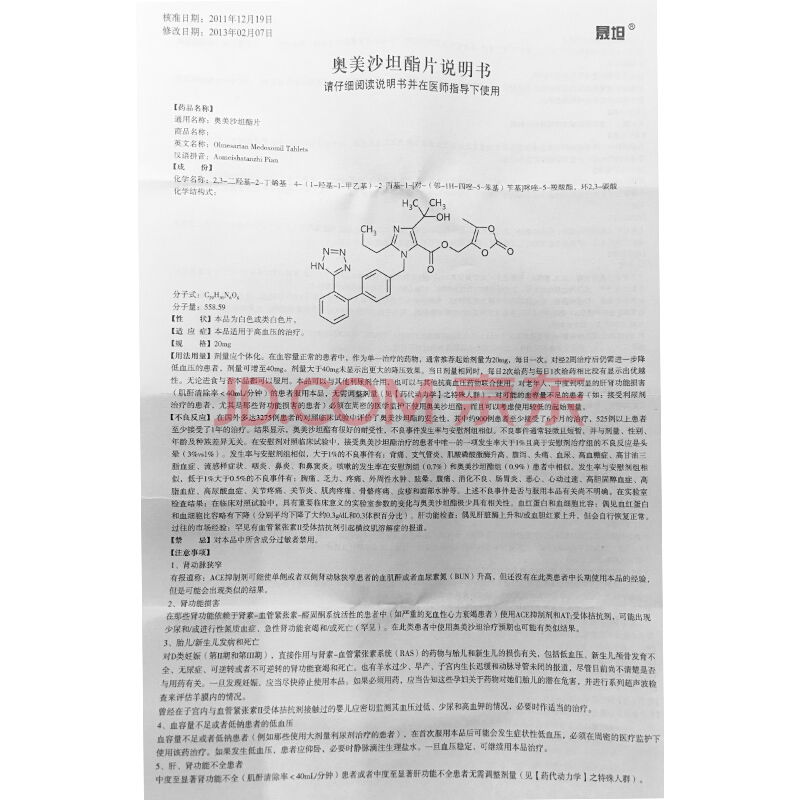 核准日期：2011年12月19日
修改日期：2013年02月07日
晟坦®
奥美沙坦酯片说明书
请仔细阅读说明书并在医师指导下使用
【药品名称】
通用名称：奥美沙坦酯片
商品名称：
英文名称：Olmesartan Medoxomil Tablets
汉语拼音：Aomeishatanzhi Pian
【成 份】
化学名称：2,3-二羟基-2-丁烯基 4-（1-羟基-1-甲乙基）-2-丙基-1-[对-（邻-1H-四唑-5-苯基）苄基]咪唑-5-羧酸酯，环2,3-碳酸
化学结构式：
H₃C CH₃
OH
CH₃
N
N
N N
HN N
O
O
O
O
O
分子式：C₂₉H₃₀N₆O₆
分子量：558.59
【性 状】本品为白色或类白色片。
【适 应 症】本品适用于高血压的治疗。
【规 格】20mg
【用法用量】剂量应个体化。在血容量正常的患者中，作为单一治疗的药物，通常推荐起始剂量为20mg，每日一次。对经2周治疗后仍需进一步降
低血压的患者，剂量可增至40mg。剂量大于40mg未显示出更大的降压效果。当日剂量相同时，每日2次给药与每日1次给药相比没有显示出优越
性。无论进食与否本品都可以服用。本品可以与其他利尿剂合用，也可以与其他抗高血压药物联合使用。对老年人、中度到明显的肝肾功能损害
（肌酐清除率＜40mL/分钟）的患者服用本品，无需调整剂量（见【药代动力学】之特殊人群）。对可能的血容量不足的患者（如：接受利尿剂
治疗的患者，尤其是那些肾功能损害的患者）必须在周密的医学监护下使用奥美沙坦酯，而且可以考虑使用较低的起始剂量。
JD.COM 京东
【不良反应】在国外多达3275例患者的对照临床试验中评价了奥美沙坦酯的安全性，其中约900例患者至少接受了6个月的治疗，525例以上患者
至少接受了1年的治疗。结果显示，奥美沙坦酯有很好的耐受性，不良事件发生率与安慰剂组相似。不良事件通常轻微且短暂，并与剂量、性别、
年龄及种族差异无关。在安慰剂对照临床试验中，接受奥美沙坦酯治疗的患者中唯一的一项发生率大于1%且高于安慰剂治疗组的不良反应是头
晕（3%vs1%）。发生率与安慰剂组相似，大于1%的不良事件有：背痛、支气管炎、肌酸磷酸激酶升高、腹泻、头痛、血尿、高血糖症、高甘油三
脂血症、流感样症状、咽炎、鼻炎、和鼻窦炎。咳嗽的发生率在安慰剂组（0.7%）和奥美沙坦酯组（0.9%）患者中相似。发生率与安慰剂组相
似，低于1%大于0.5%的不良事件有：胸痛、乏力、疼痛、外周性水肿、眩晕、腹痛、消化不良、肠胃炎、恶心、心动过速、高胆固醇血症、高
脂血症、高尿酸血症、关节疼痛、关节炎、肌肉疼痛、骨骼疼痛、皮疹和面部水肿等。上述不良事件是否与服用本品有关尚不明确。在实验室
检查结果：在临床对照试验中，具有重要临床意义的实验室参数的变化与奥美沙坦酯极少具有相关性。血红蛋白和血细胞比容：偶见血红蛋白
和血细胞比容略有下降（分别平均下降了大约0.3g/dL和0.3体积百分比）。肝功能检查：偶见肝脏酶上升和/或血胆红素上升，但会自行恢复正常。
过往的市场经验：罕见有血管紧张素II受体拮抗剂引起横纹肌溶解症的报道。
【禁 忌】对本品中所含成分过敏者禁用。
【注意事项】
1、肾动脉狭窄
有报道称：ACE抑制剂可能使单侧或者双侧肾动脉狭窄患者的血肌酐或者血尿素氮（BUN）升高，但还没有在此类患者中长期使用本品的经验，
但是可能会出现类似的结果。
2、肾功能损害
在那些肾功能依赖于肾素-血管紧张素-醛固酮系统活性的患者中（如严重的充血性心力衰竭患者）使用ACE抑制剂和AT₁受体拮抗剂，可能出现
少尿和/或进行性氮质血症、急性肾功能衰竭和/或死亡（罕见）。在此类患者中使用奥美沙坦治疗预期也可能有类似结果。
3、胎儿/新生儿发病和死亡
对D类妊娠（第II期和第III期），直接作用与肾素-血管紧张素系统（RAS）的药物与胎儿和新生儿的损伤有关，包括低血压、新生儿颅骨发育不
全、无尿症、可逆转或者不可逆转的肾功能衰竭和死亡。也有羊水过少、早产、子宫内生长迟缓和动脉导管未闭的报道，尽管目前尚不清楚是否
与用药有关。一旦发现妊娠，应当尽快停止使用本品。如果必须用药，应当告知这些孕妇关于药物对她们胎儿的潜在危害，并进行系列超声波检
查来评估羊膜内的情况。
曾经在子宫内与血管紧张素II受体拮抗剂接触过的婴儿应密切监测其血压过低、少尿和高血钾的情况，必要时作适当的治疗。
4、血容量不足或者低钠患者的低血压
血容量不足或者低钠患者（例如那些使用大剂量利尿剂治疗的患者），在首次服用本品后可能会发生症状性低血压，必须在周密的医疗监护下
使用该药治疗。如果发生低血压，患者应仰卧，必要时静脉滴注生理盐水。一旦血压稳定，可继续用本品治疗。
5、肝、肾功能不全患者
中度至显著肾功能不全（肌酐清除率＜40mL/分钟）患者或者中度至显著肝功能不全患者无需调整剂量（见【药代动力学】之特殊人群）。